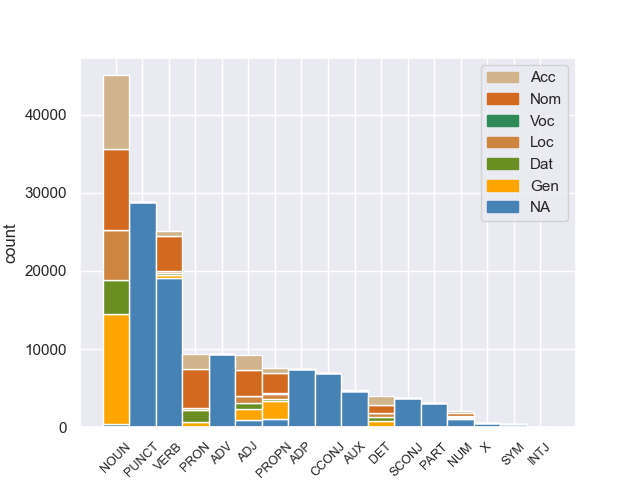 Acc
Nom
Voc
Loc
Dat
Gen
NA
40000
30000
20000
10000
0
count
NOUN
PUNCT
VERB
PRON
ADV
ADJ
PROPN
ADP
CCONJ
AUX
DET
SCONJ
PART
NUM
X
SYM
INTJ